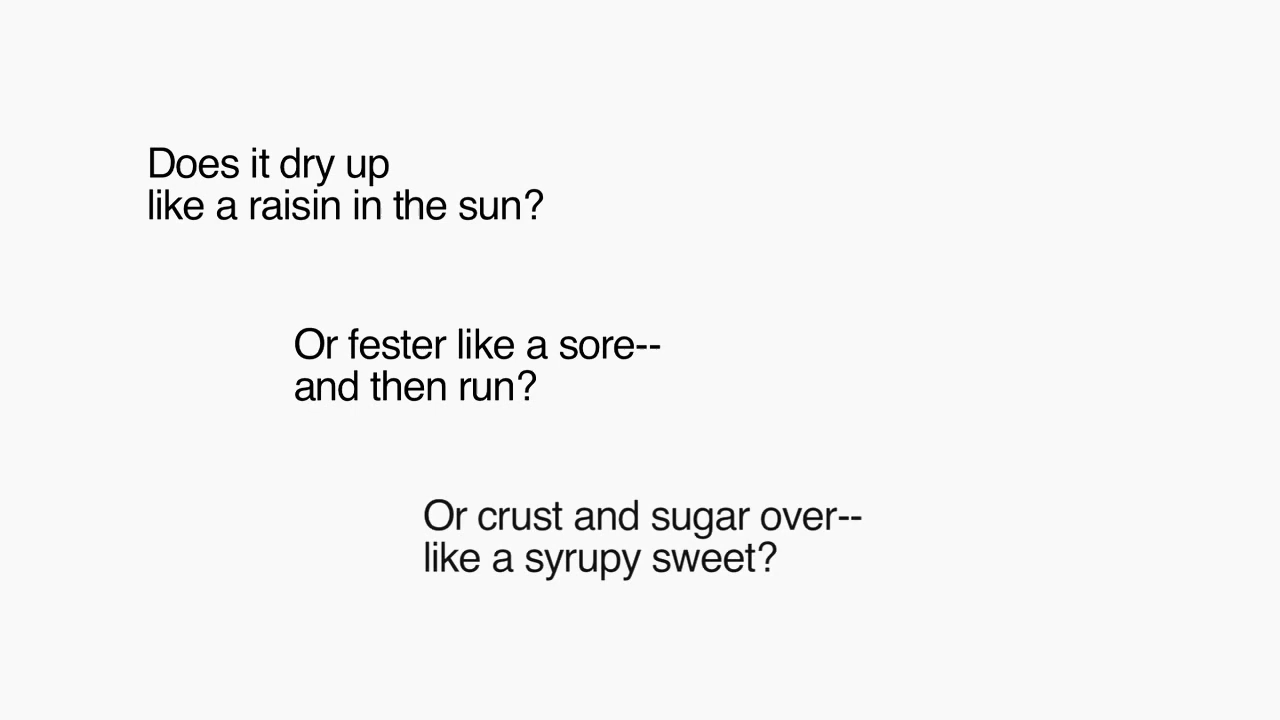 Does it dry up
like a raisin in the sun?
Or fester like a sore--
and then run?
Or crust and sugar over--
like a syrupy sweet?